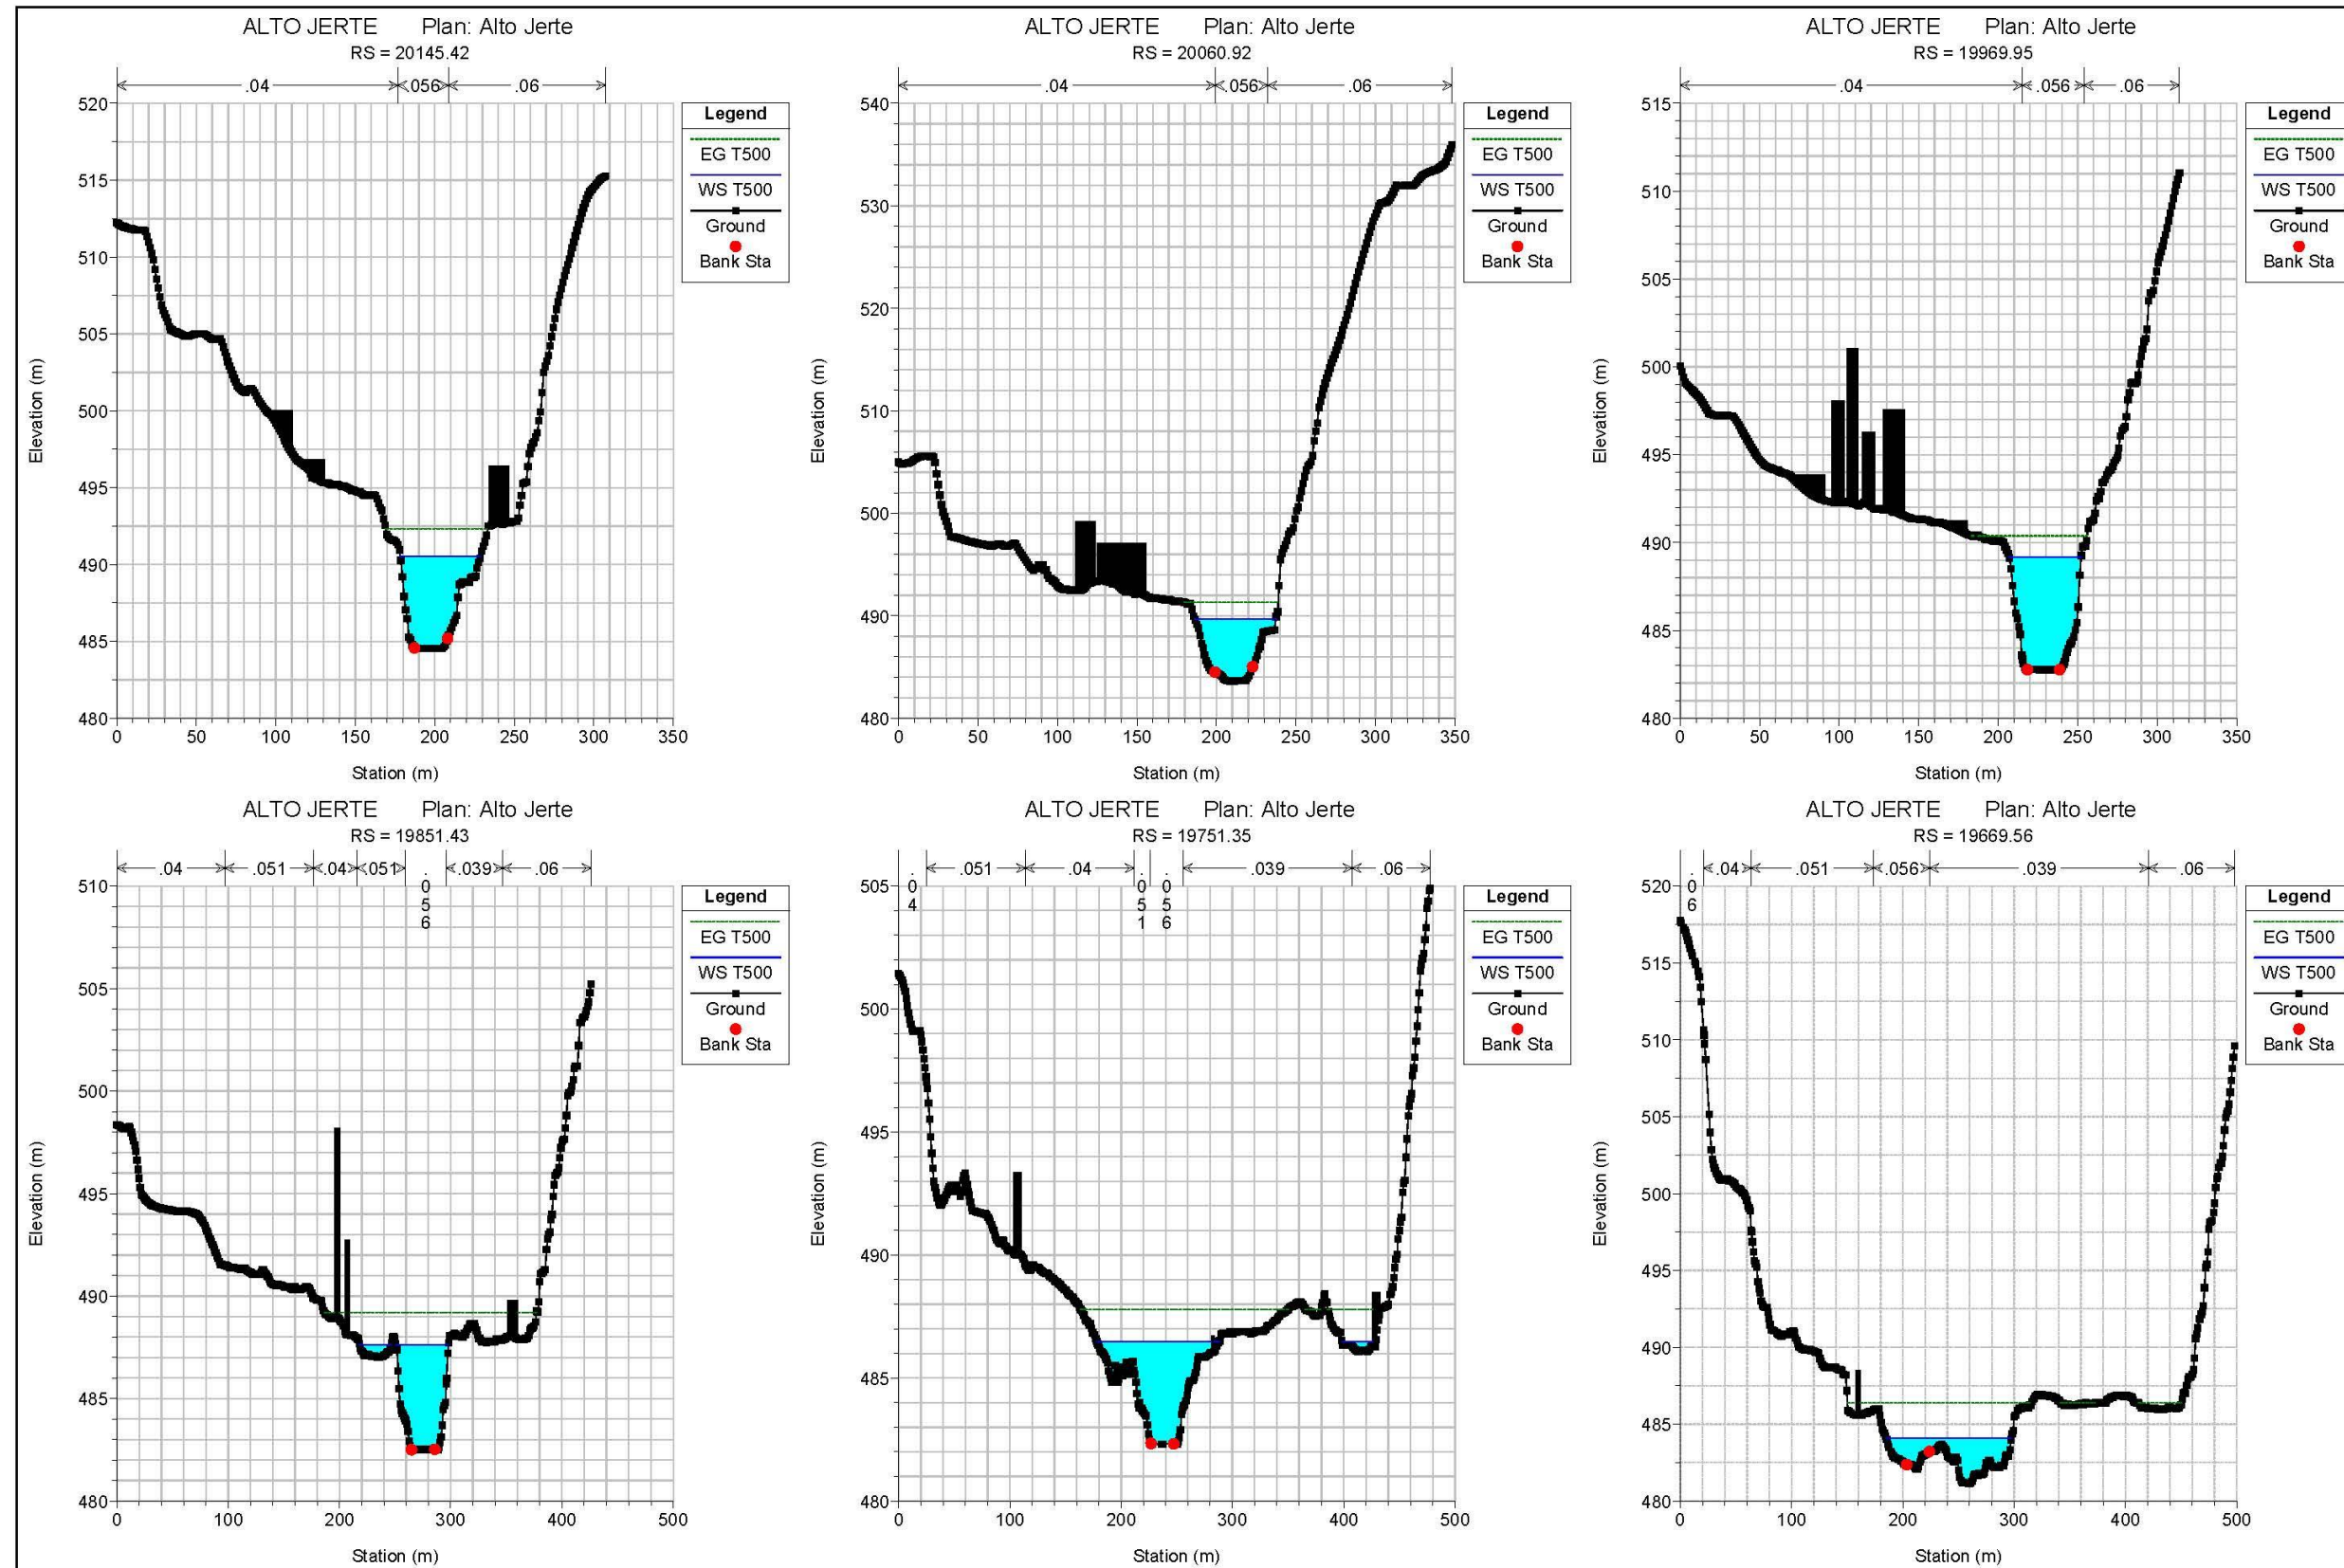 ALTO JERTE Plan: Alto Jerte
RS = 20145.42
.04 .056 .06
Elevation (m)
520
515
510
505
500
495
490
485
480
0 50 100 150 200 250 300 350
Station (m)
Legend
EG T500
WS T500
Ground
Bank Sta
ALTO JERTE Plan: Alto Jerte
RS = 20060.92
.04 .056 .06
Elevation (m)
540
530
520
510
500
490
480
0 50 100 150 200 250 300 350
Station (m)
Legend
EG T500
WS T500
Ground
Bank Sta
ALTO JERTE Plan: Alto Jerte
RS = 19969.95
.04 .056 .06
Elevation (m)
515
510
505
500
495
490
485
480
0 50 100 150 200 250 300 350
Station (m)
Legend
EG T500
WS T500
Ground
Bank Sta
ALTO JERTE Plan: Alto Jerte
RS = 19851.43
.04 .051 .04 .051 .056 .039 .06
Elevation (m)
510
505
500
495
490
485
480
0 100 200 300 400 500
Station (m)
Legend
EG T500
WS T500
Ground
Bank Sta
ALTO JERTE Plan: Alto Jerte
RS = 19751.35
.04 .051 .04 .051 .056 .039 .06
Elevation (m)
505
500
495
490
485
480
0 100 200 300 400 500
Station (m)
Legend
EG T500
WS T500
Ground
Bank Sta
ALTO JERTE Plan: Alto Jerte
RS = 19669.56
.06 .04 .051 .056 .039 .06
Elevation (m)
520
515
510
505
500
495
490
485
480
0 100 200 300 400 500
Station (m)
Legend
EG T500
WS T500
Ground
Bank Sta